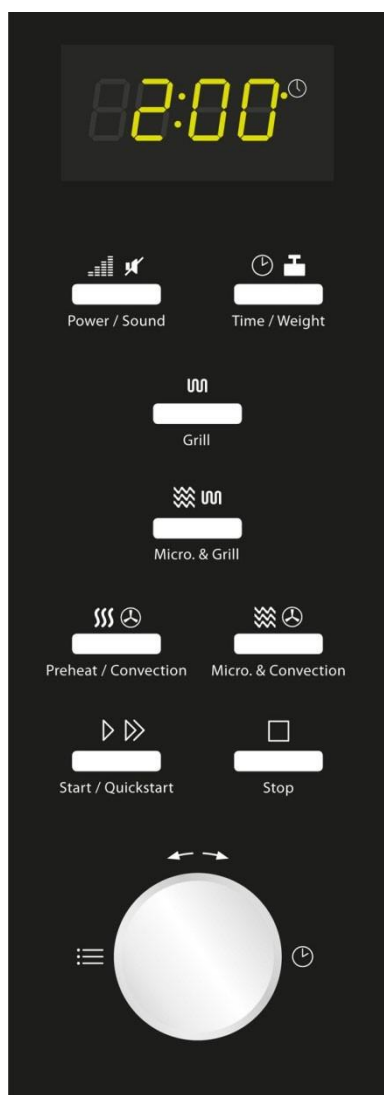 2:00
Power / Sound
Time / Weight
Grill
Micro. & Grill
Preheat / Convection
Micro. & Convection
Start / Quickstart
Stop